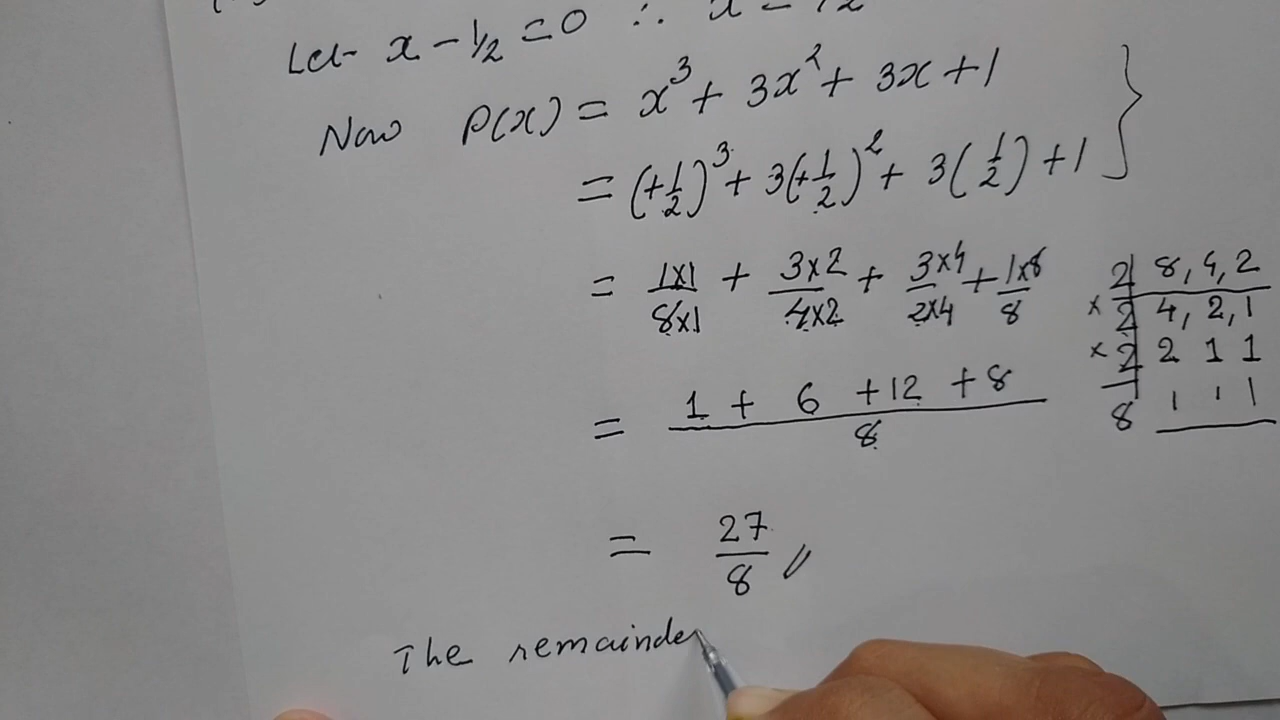 Let x - 1/2 = 0 ∴ x = 1/2
Now P(x) = x³ + 3x² + 3x + 1
= (+1/2)³ + 3(+1/2)² + 3(1/2) + 1
= 1x1/8x1 + 3x2/4x2 + 3x4/2x4 + 1x8/8
= 1 + 6 + 12 + 8/8
= 27/8
The remainder
2 8, 4, 2
x 2 4, 2, 1
x 2 2 1 1
8 1 1 1